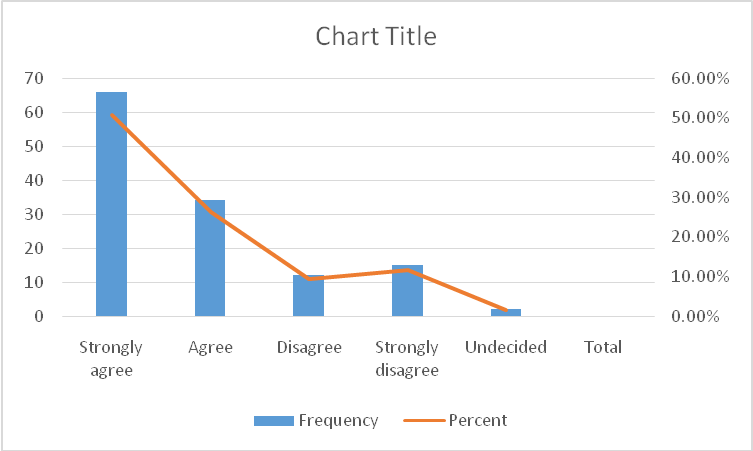 Chart Title
70
60
50
40
30
20
10
0
60.00%
50.00%
40.00%
30.00%
20.00%
10.00%
0.00%
Strongly
agree
Agree
Disagree
Strongly
disagree
Undecided
Total
Frequency
Percent